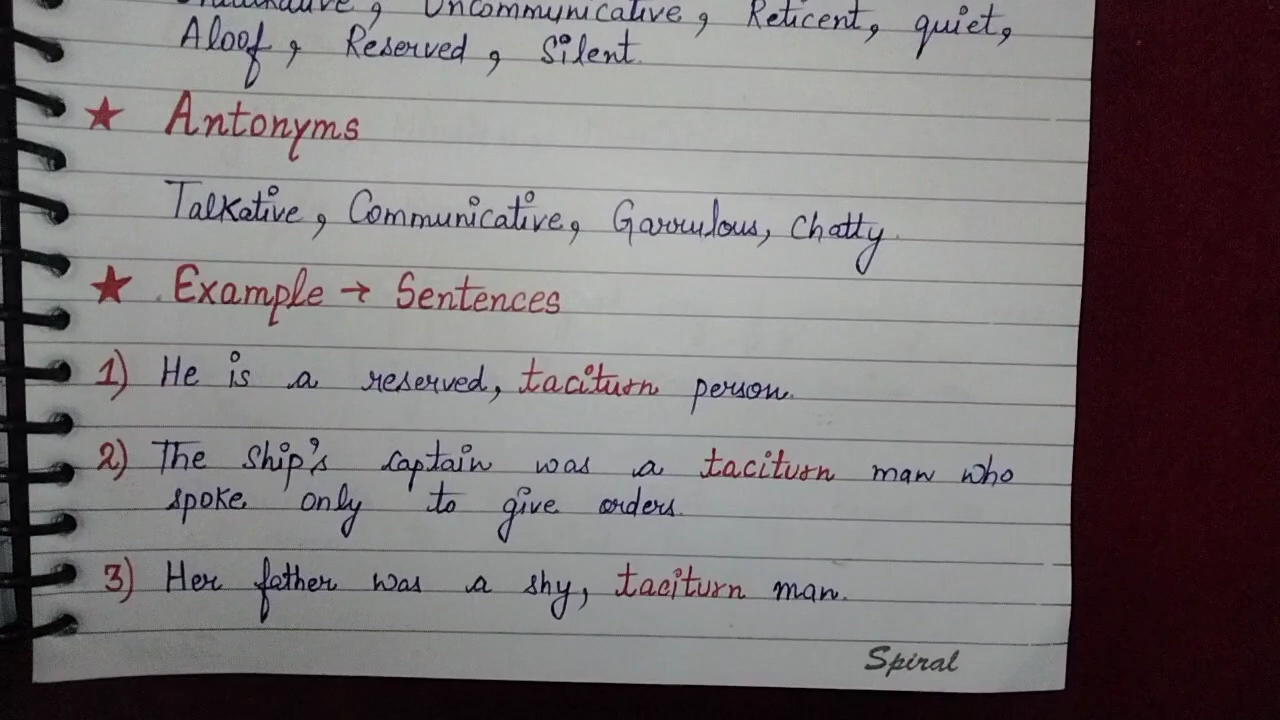 , Uncommunicative, Reticent, quiet,
Aloof, Reserved, Silent.
★ Antonyms
Talkative, Communicative, Garrulous, Chatty.
★ Example → Sentences
1) He is a reserved, taciturn person.
2) The ship's captain was a taciturn man who
spoke only to give orders.
3) Her father was a shy, taciturn man.
Spiral